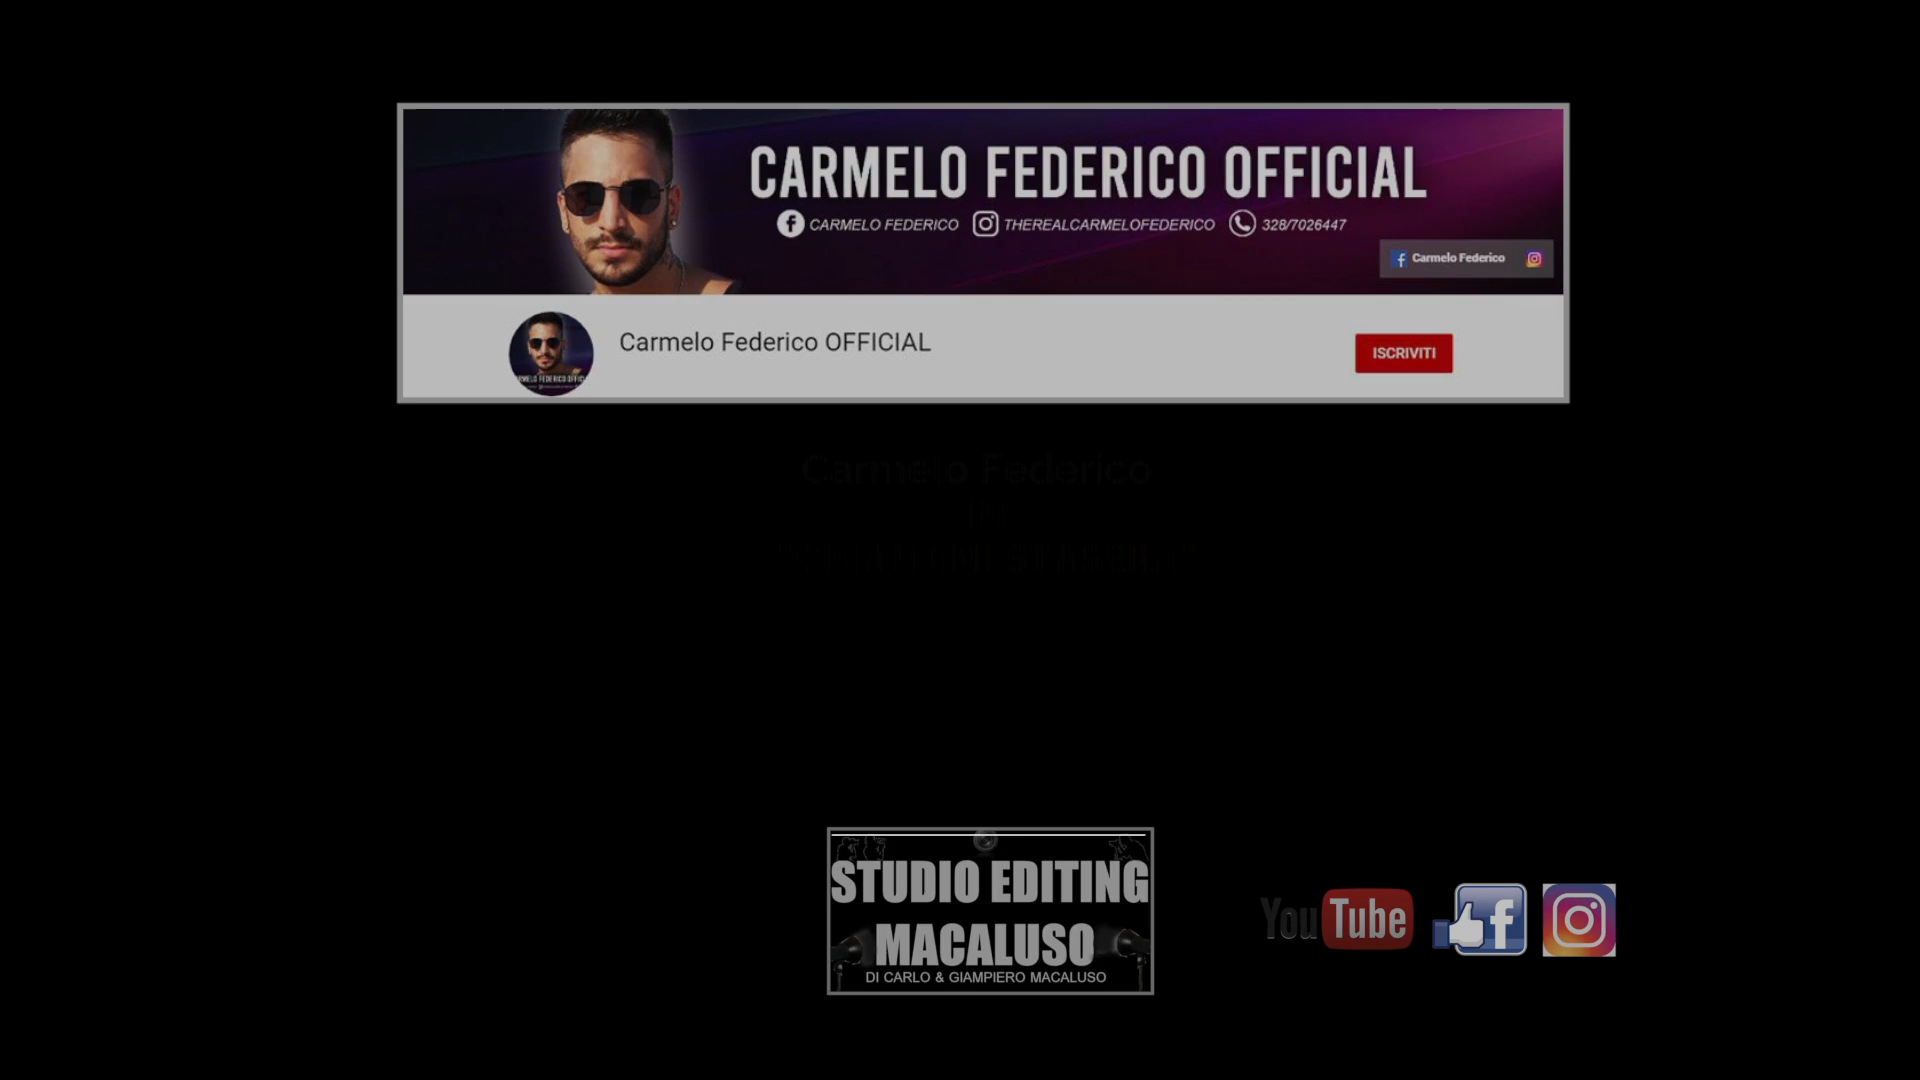 CARMELO FEDERICO OFFICIAL
CARMELO FEDERICO THEREALCARMELOFEDERICO 328/7026447
Carmelo Federico
Carmelo Federico OFFICIAL
ISCRIVITI
Carmelo Federico
STUDIO EDITING
MACALUSO
DI CARLO & GIAMPIERO MACALUSO
YouTube